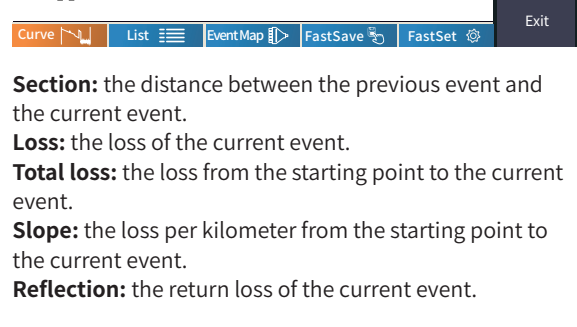 Exit
Curve List Event Map FastSave FastSet
Section: the distance between the previous event and
the current event.
Loss: the loss of the current event.
Total loss: the loss from the starting point to the current
event.
Slope: the loss per kilometer from the starting point to
the current event.
Reflection: the return loss of the current event.